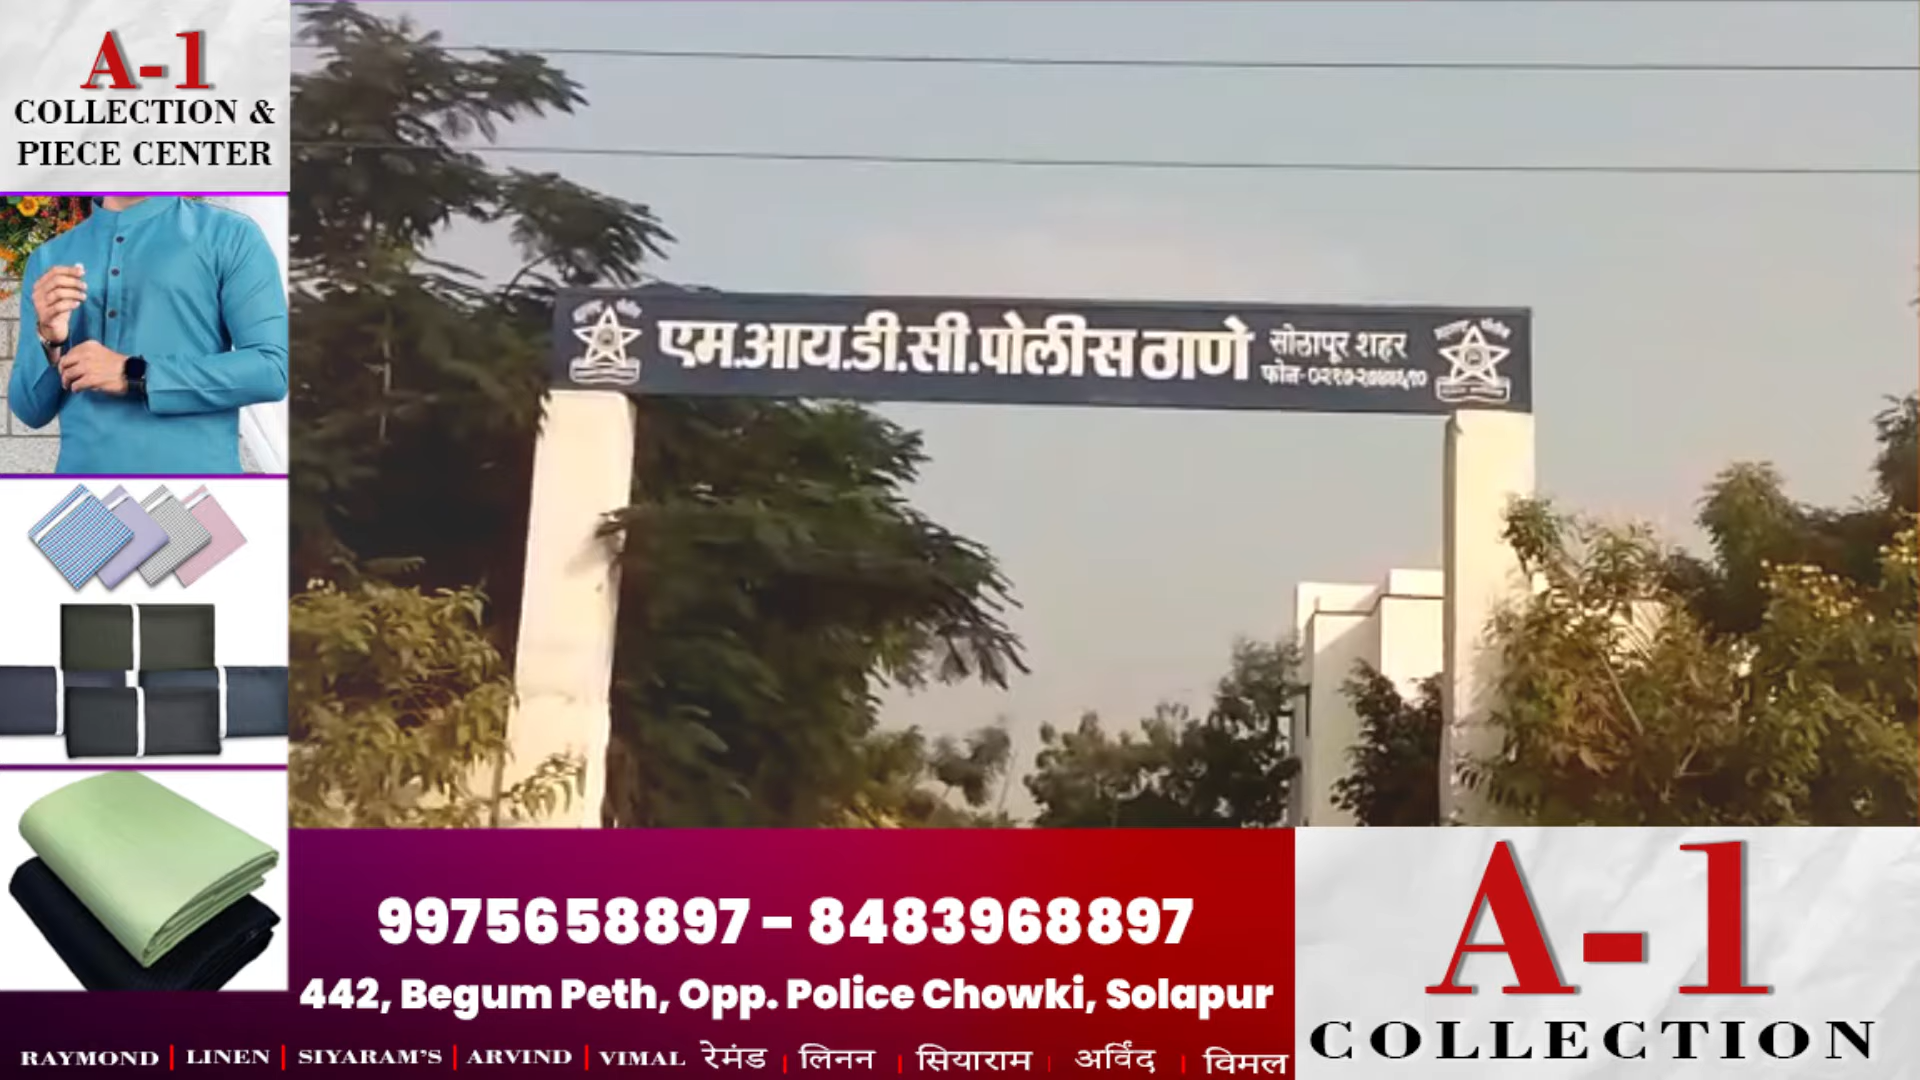 A-1
COLLECTION &
PIECE CENTER
एम.आय.डी.सी.पोलीस ठाणे
सोलापूर शहर
फोन-
9975658897 - 8483968897
442, Begum Peth, Opp. Police Chowki, Solapur
RAYMOND | LINEN | SIYARAM'S | ARVIND | VIMAL रेमंड | लिनन | सियाराम | अर्विंद | विमल
A-1
COLLECTION